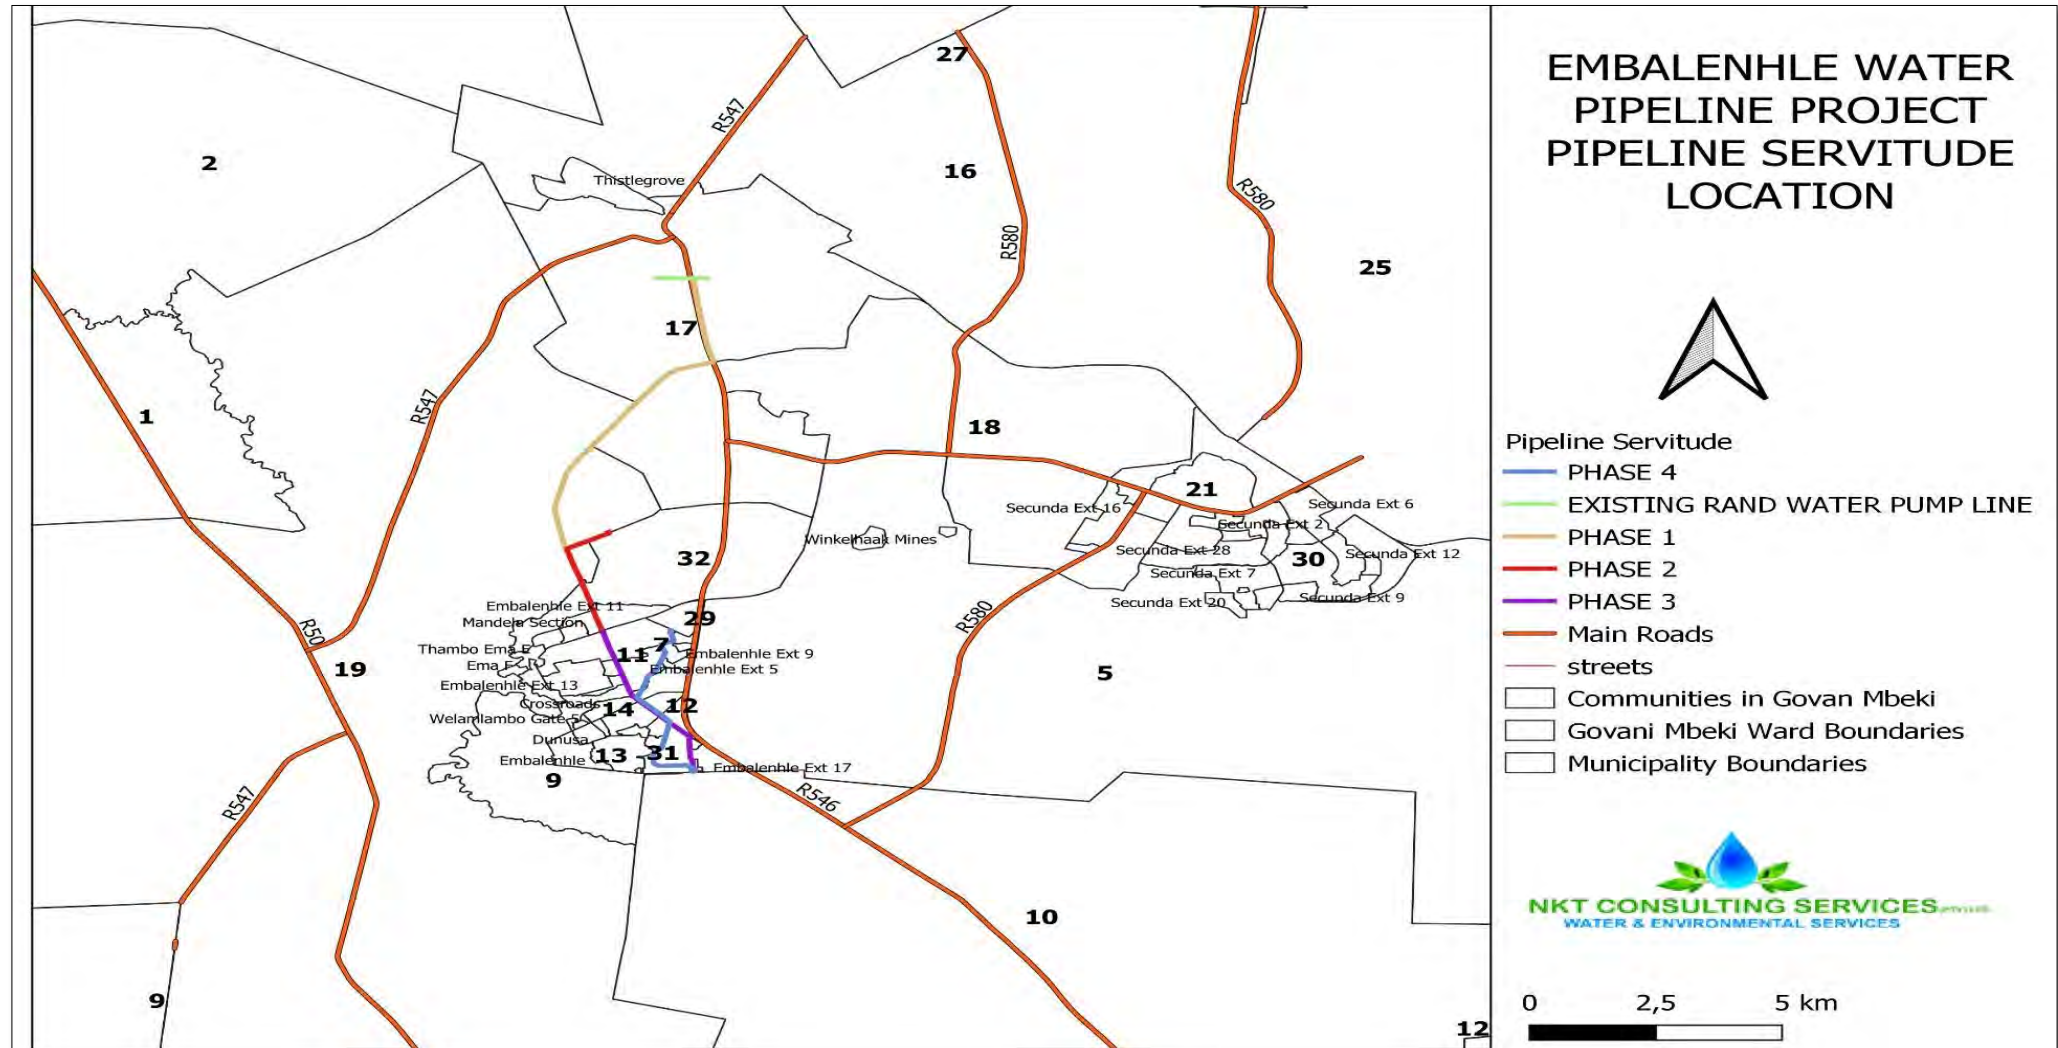 EMBALENHLE WATER
PIPELINE PROJECT
PIPELINE SERVITUDE
LOCATION
27
R547
2
16
Thistlegrove
R580
R580
25
17
1
R547
18
21
Secunda Ext 16
Secunda Ext 6
Secunda Ext 2
Winkelhaak Mines
Secunda Ext 28
30
Secunda Ext 12
32
Secunda Ext 7
Secunda Ext 20
Secunda Ext 9
Embalenhle Ext 11
29
Mandela Section
R580
R50
Thambo Ema E
7
11
Embalenhle Ext 9
Ema F
Embalenhle Ext 5
19
5
Embalenhle Ext 13
Crossroads
14
12
Welamlambo Gate 5
Dunusa
13
31
Embalenhle
Embalenhle Ext 17
9
R547
R546
10
9
12
Pipeline Servitude
PHASE 4
EXISTING RAND WATER PUMP LINE
PHASE 1
PHASE 2
PHASE 3
Main Roads
streets
Communities in Govan Mbeki
Govani Mbeki Ward Boundaries
Municipality Boundaries
NKT CONSULTING SERVICES
WATER & ENVIRONMENTAL SERVICES
0 2,5 5 km